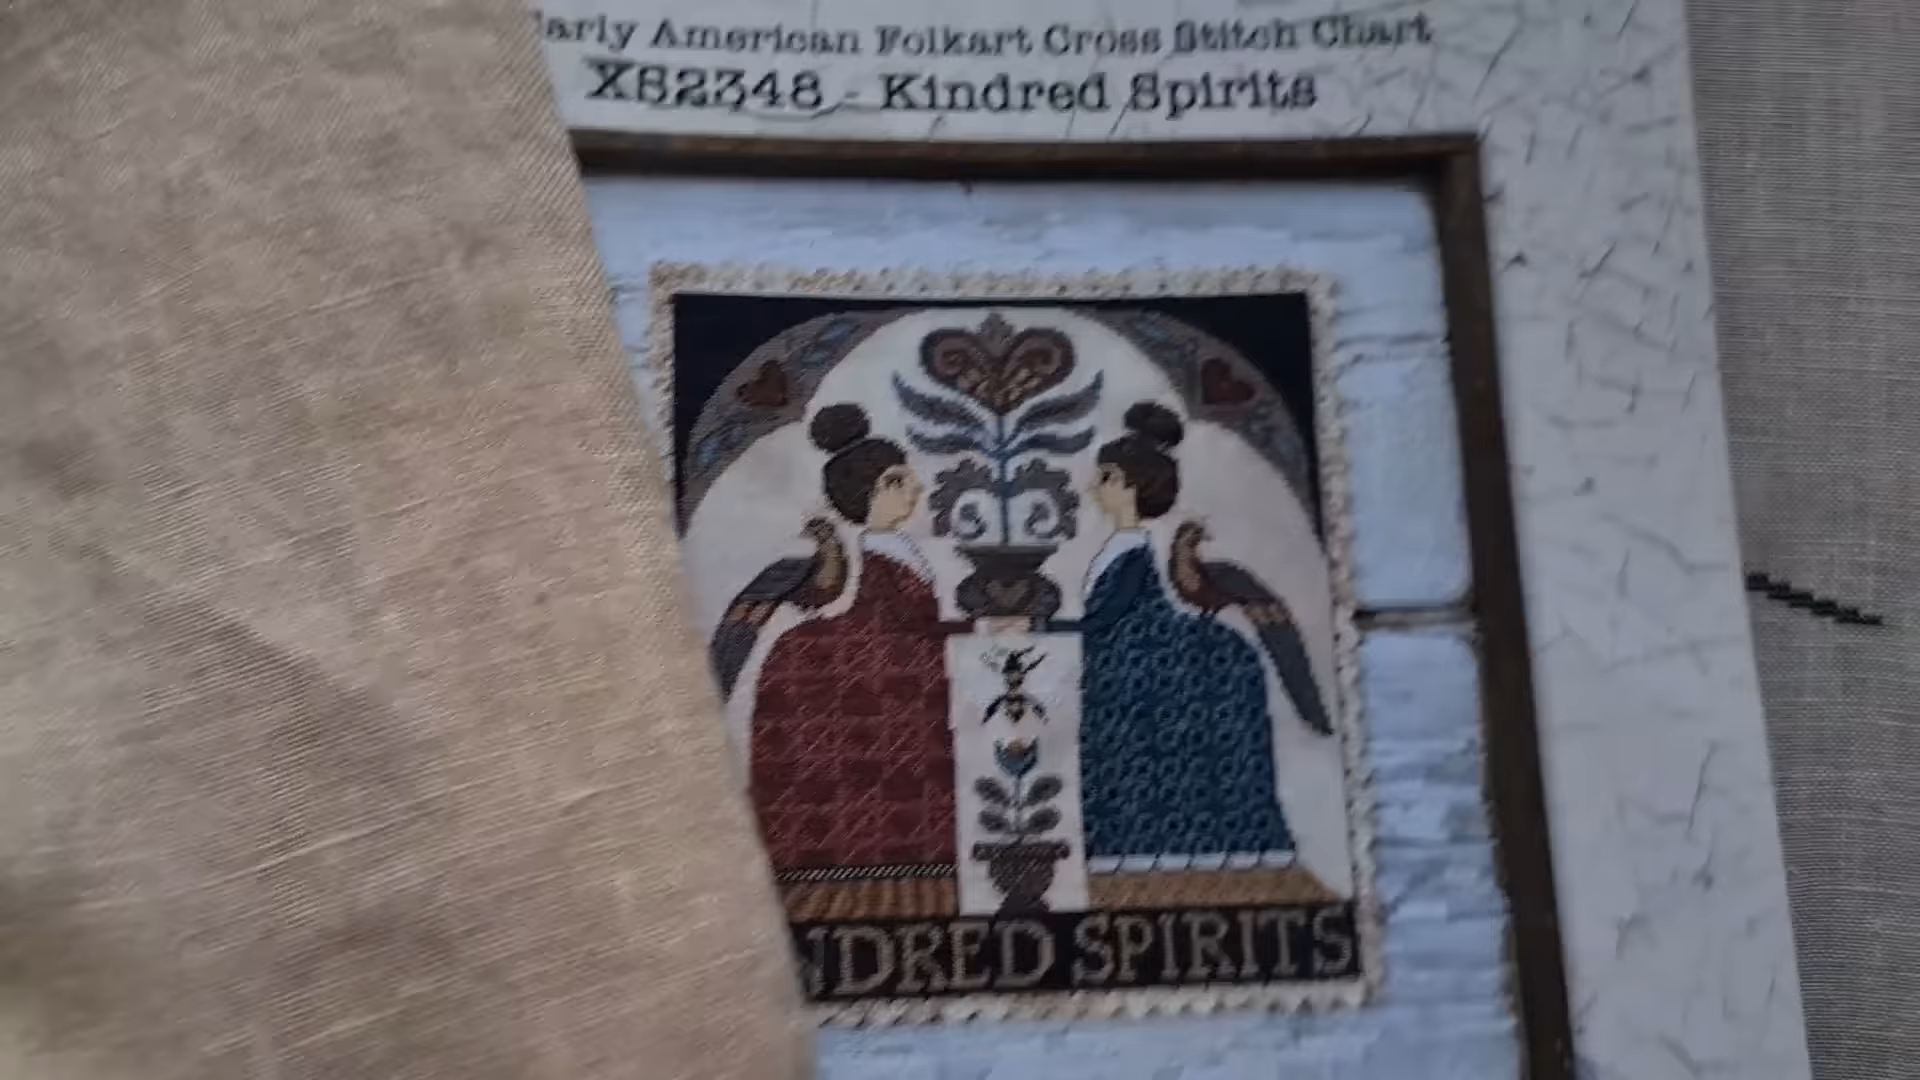 arly American Folkart Cross Stitch Chart
XS2348 - Kindred Spirits
NDRED SPIRITS